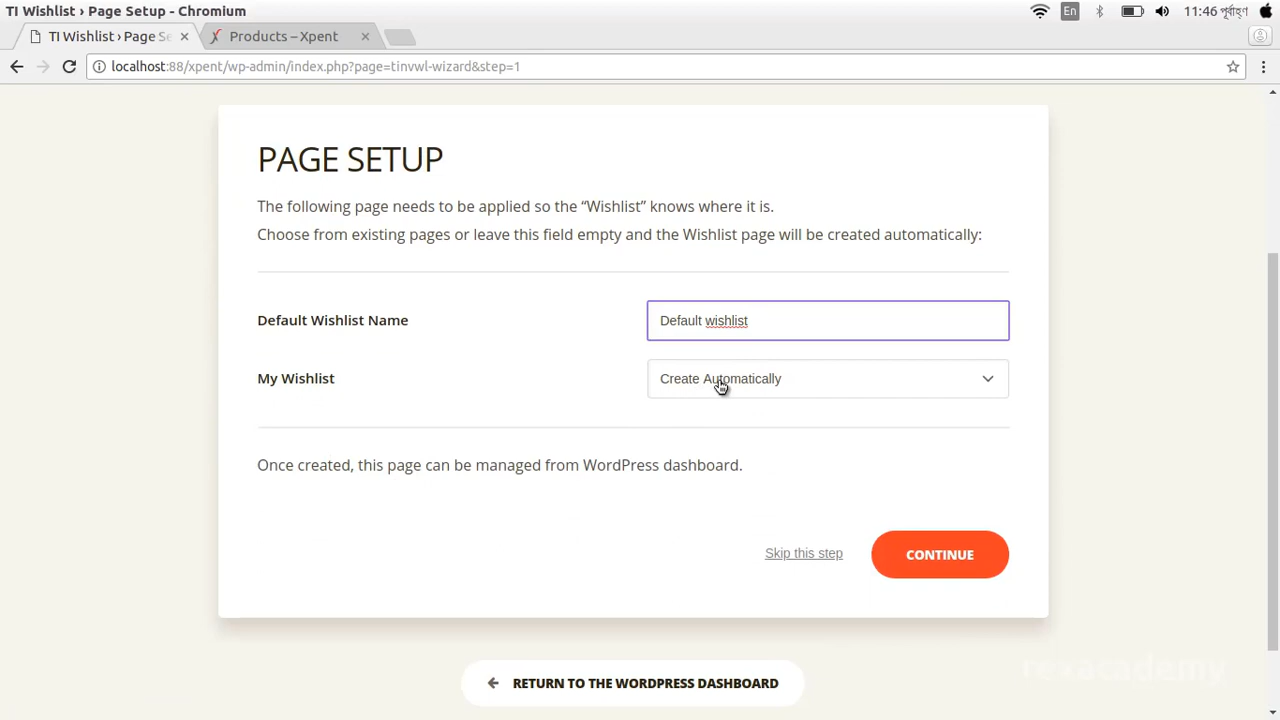 TI Wishlist › Page Setup - Chromium
En
11:46 পূর্বাহ্ণ
TI Wishlist › Page Se
Products – Xpent
localhost:88/xpent/wp-admin/index.php?page=tinvwl-wizard&step=1
PAGE SETUP
The following page needs to be applied so the “Wishlist” knows where it is.
Choose from existing pages or leave this field empty and the Wishlist page will be created automatically:
Default Wishlist Name
Default wishlist
My Wishlist
Create Automatically
Once created, this page can be managed from WordPress dashboard.
Skip this step
CONTINUE
RETURN TO THE WORDPRESS DASHBOARD